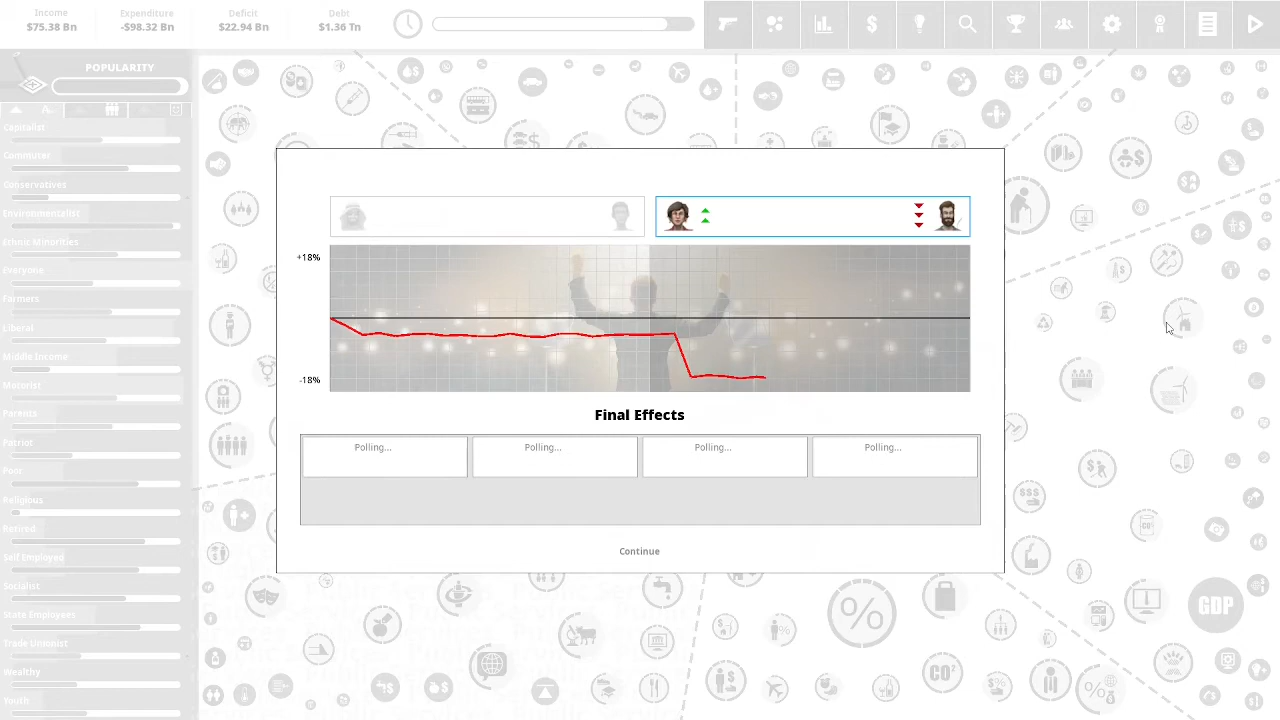 Income
Expenditure
Deficit
Debt
$75.38 Bn
-$98.32 Bn
$22.94 Bn
$1.36 Tn
POPULARITY
Capitalist
Commuter
Conservatives
Environmentalist
Ethnic Minorities
Everyone
Farmers
Liberal
Middle Income
Motorist
Parents
Patriot
Poor
Religious
Retired
Self Employed
Socialist
State Employees
Trade Unionist
Wealthy
Youth
+18%
-18%
Final Effects
Polling...
Polling...
Polling...
Polling...
Continue
GDP
CO²